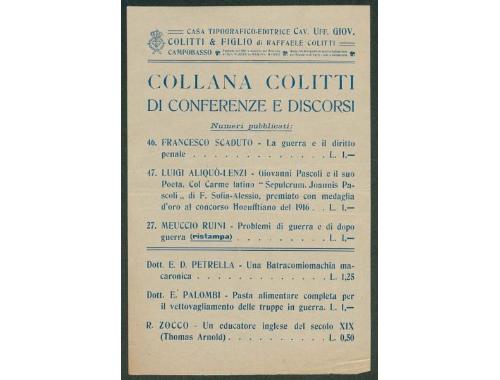 CASA TIPOGRAFICO-EDITRICE CAV. UFF. GIOV.
COLITTI & FIGLIO di RAFFAELE COLITTI
CAMPOBASSO
COLLANA COLITTI
DI CONFERENZE E DISCORSI
Numeri pubblicati:
46. FRANCESCO SCADUTO - La guerra e il diritto
penale . . . . . . . . . . . . L. 1,—
47. LUIGI ALIQUÒ-LENZI - Giovanni Pascoli e il suo
Poeta. Col Carme latino “ Sepulcrum. Joannis Pa-
scoli „ di F. Sofia-Alessio, premiato con medaglia
d'oro al concorso Hoeufftiano del 1916 . . L. 1,—
27. MEUCCIO RUINI - Problemi di guerra e di dopo
guerra (ristampa) . . . . . . . . . L. 1,—
Dott. E. D. PETRELLA - Una Batracomiomachia ma-
caronica . . . . . . . . . . . L. 1,25
Dott. E. PALOMBI - Pasta alimentare completa per
il vettovagliamento delle truppe in guerra. L. 1,—
R. ZOCCO - Un educatore inglese del secolo XIX
(Thomas Arnold) . . . . . . . . . L. 0,50